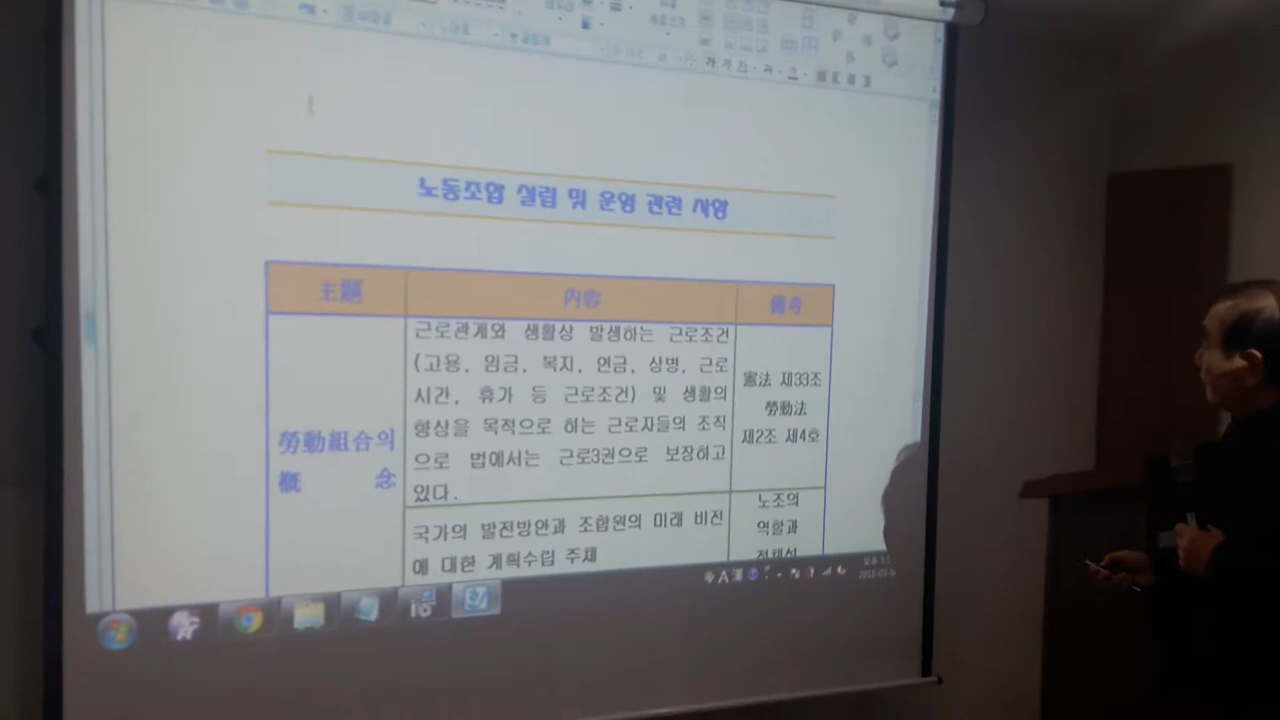 노동조합 설립 및 운영 관련 사항
主題
内容
備考
근로관계와 생활상 발생하는 근로조건
(고용, 임금, 복지, 연금, 상병, 근로
시간, 휴가 등 근로조건) 및 생활의
향상을 목적으로 하는 근로자들의 조직
으로 법에서는 근로3권으로 보장하고
있다.
勞動組合의
概 念
憲法 제33조
勞動法
제2조 제4호
국가의 발전방안과 조합원의 미래 비전
에 대한 계획수립 주체
노조의
역할과
정체성